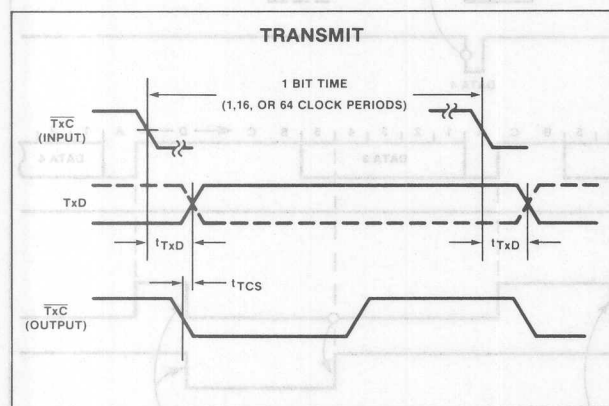 TRANSMIT
1 BIT TIME
(1,16, OR 64 CLOCK PERIODS)
TxC
(INPUT)
TxD
tTxD
tTxD
tTCS
TxC
(OUTPUT)